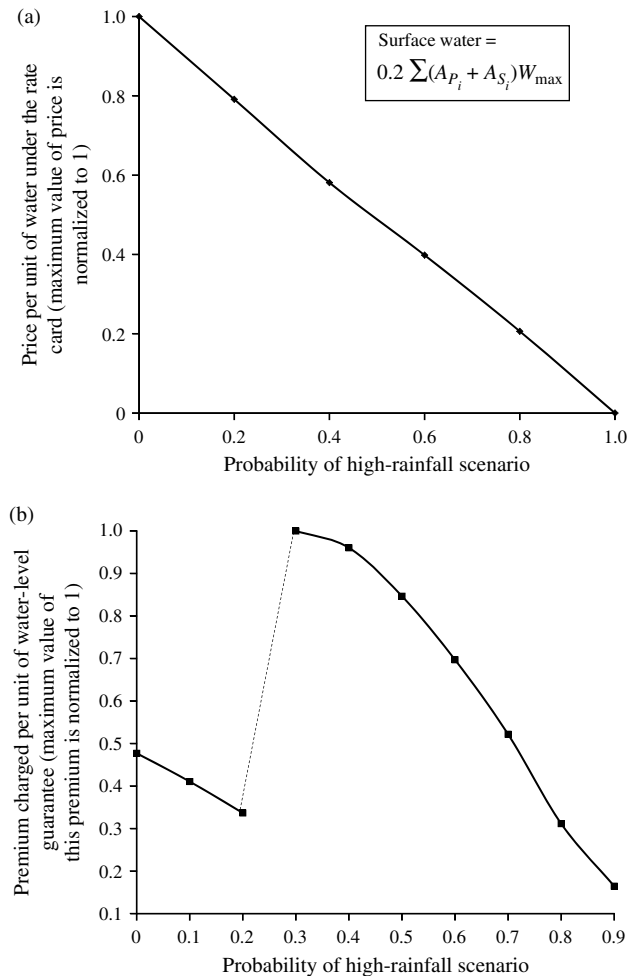 (a)
Price per unit of water under the rate
card (maximum value of price is
normalized to 1)
1.0
0.8
0.6
0.4
0.2
0
Surface water =
0.2 ∑(A_{P_i} + A_{S_i})W_{max}
0 0.2 0.4 0.6 0.8 1.0
Probability of high-rainfall scenario
(b)
Premium charged per unit of water-level
guarantee (maximum value of
this premium is normalized to 1)
1.0
0.9
0.8
0.7
0.6
0.5
0.4
0.3
0.2
0.1
0 0.1 0.2 0.3 0.4 0.5 0.6 0.7 0.8 0.9
Probability of high-rainfall scenario